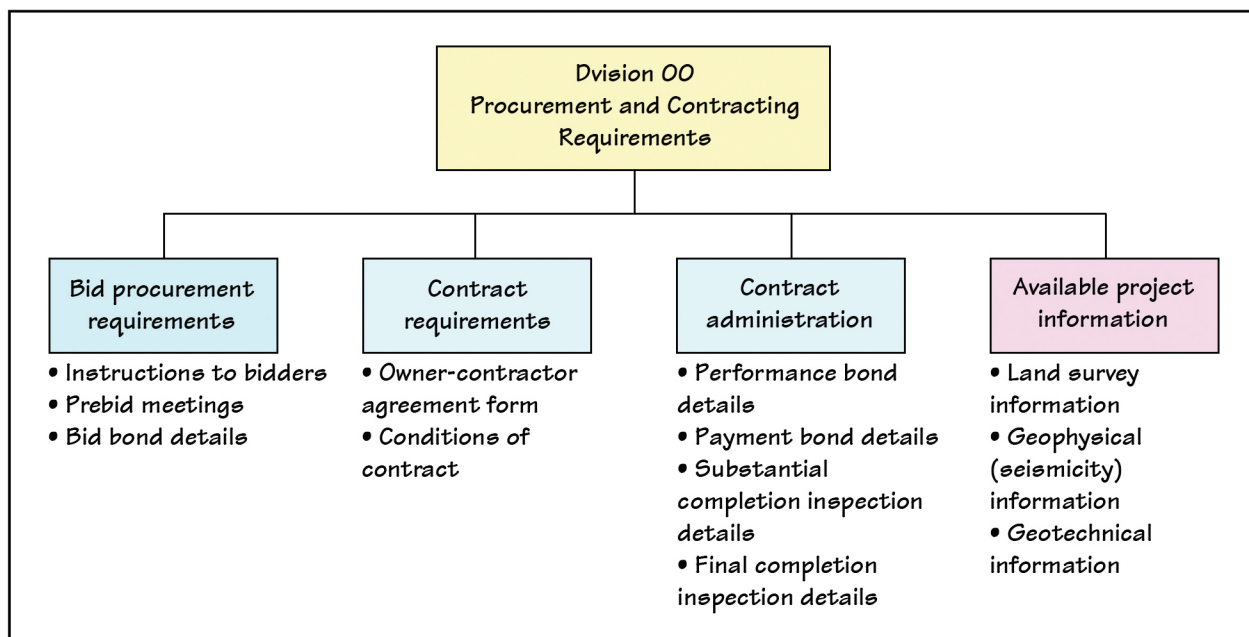 Dvision 00
Procurement and Contracting
Requirements
Bid procurement
requirements
• Instructions to bidders
• Prebid meetings
• Bid bond details
Contract
requirements
• Owner-contractor
agreement form
• Conditions of
contract
Contract
administration
• Performance bond
details
• Payment bond details
• Substantial
completion inspection
details
• Final completion
inspection details
Available project
information
• Land survey
information
• Geophysical
(seismicity)
information
• Geotechnical
information